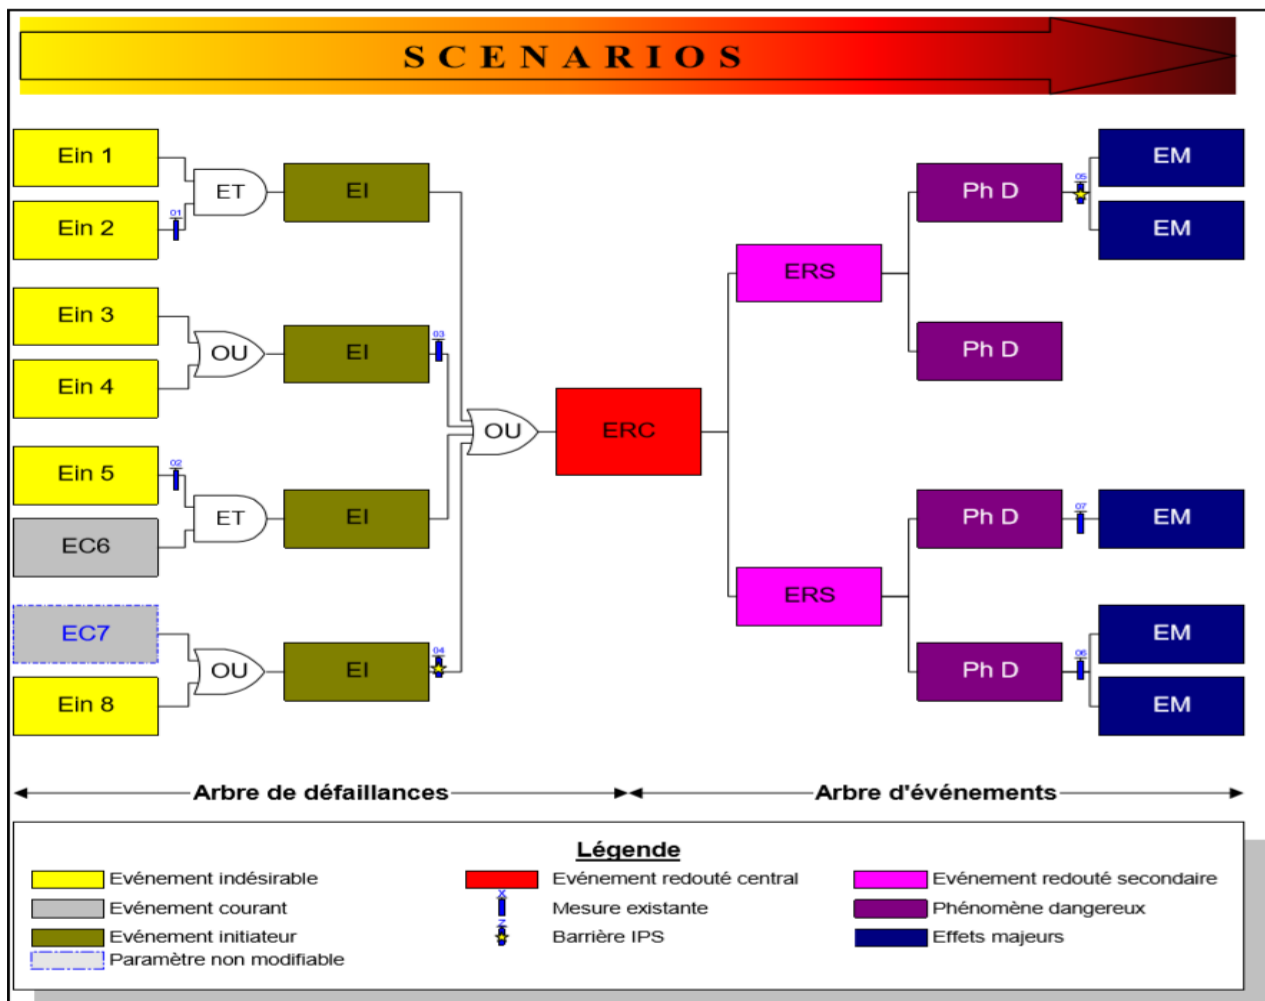 SCENARIOS
Ein 1
ET
EI
Ein 2
01
Ein 3
OU
EI
03
Ein 4
Ein 5
02
ET
EI
EC6
EC7
OU
EI
04
Ein 8
OU
ERC
ERS
Ph D
05
EM
EM
Ph D
ERS
Ph D
07
EM
Ph D
06
EM
EM
Arbre de défaillances
Arbre d'événements
Légende
Evénement indésirable
Evénement courant
Evénement initiateur
Paramètre non modifiable
Evénement redouté central
X
Mesure existante
Z
Barrière IPS
Evénement redouté secondaire
Phénomène dangereux
Effets majeurs